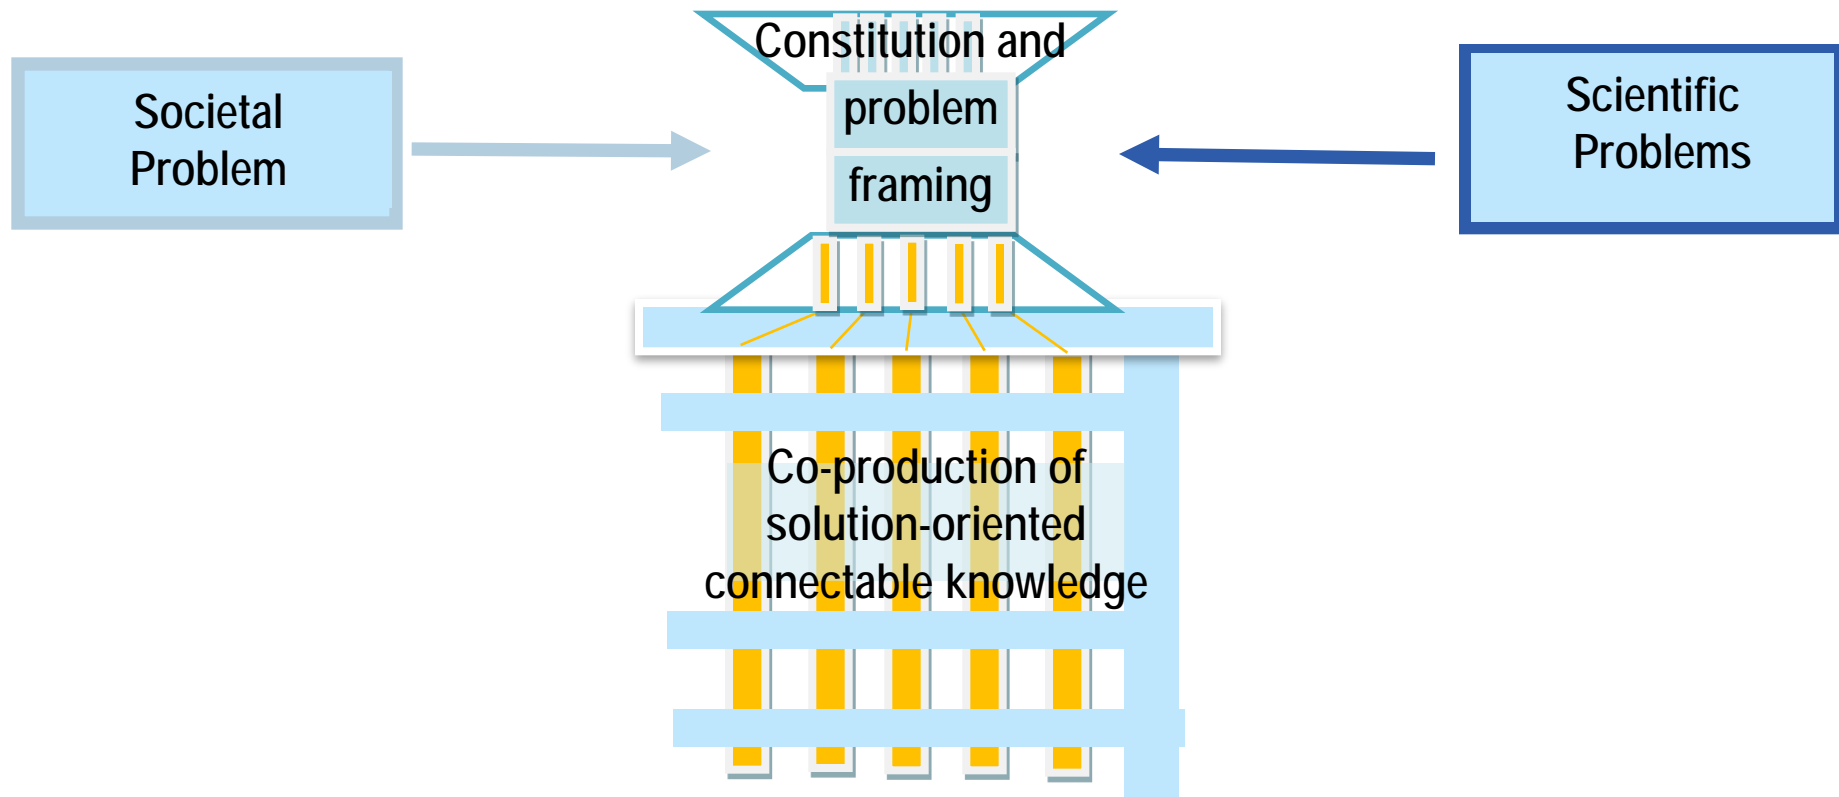 Societal
Problem
Constitution and
problem
framing
Scientific
Problems
Co-production of
solution-oriented
connectable knowledge